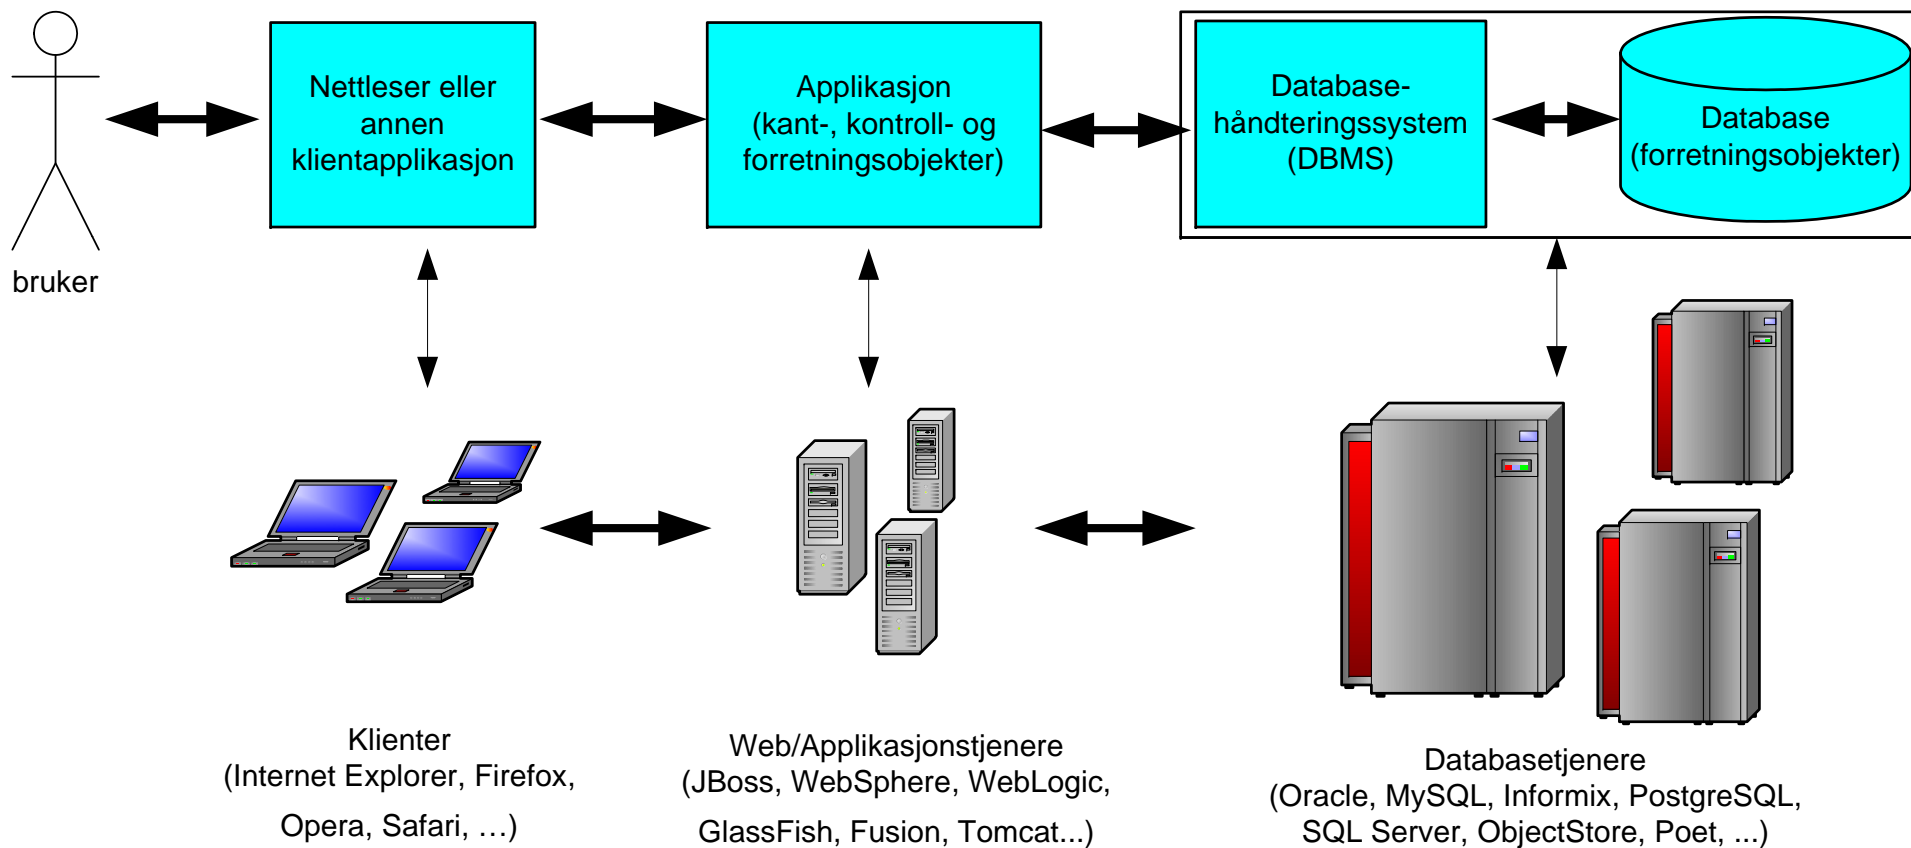 bruker
Nettleser eller
annen
klientapplikasjon
Applikasjon
(kant-, kontroll- og
forretningsobjekter)
Database-
håndteringssystem
(DBMS)
Database
(forretningsobjekter)
Klienter
(Internet Explorer, Firefox,
Opera, Safari, …)
Web/Applikasjonstjenere
(JBoss, WebSphere, WebLogic,
GlassFish, Fusion, Tomcat...)
Databasetjenere
(Oracle, MySQL, Informix, PostgreSQL,
SQL Server, ObjectStore, Poet, ...)